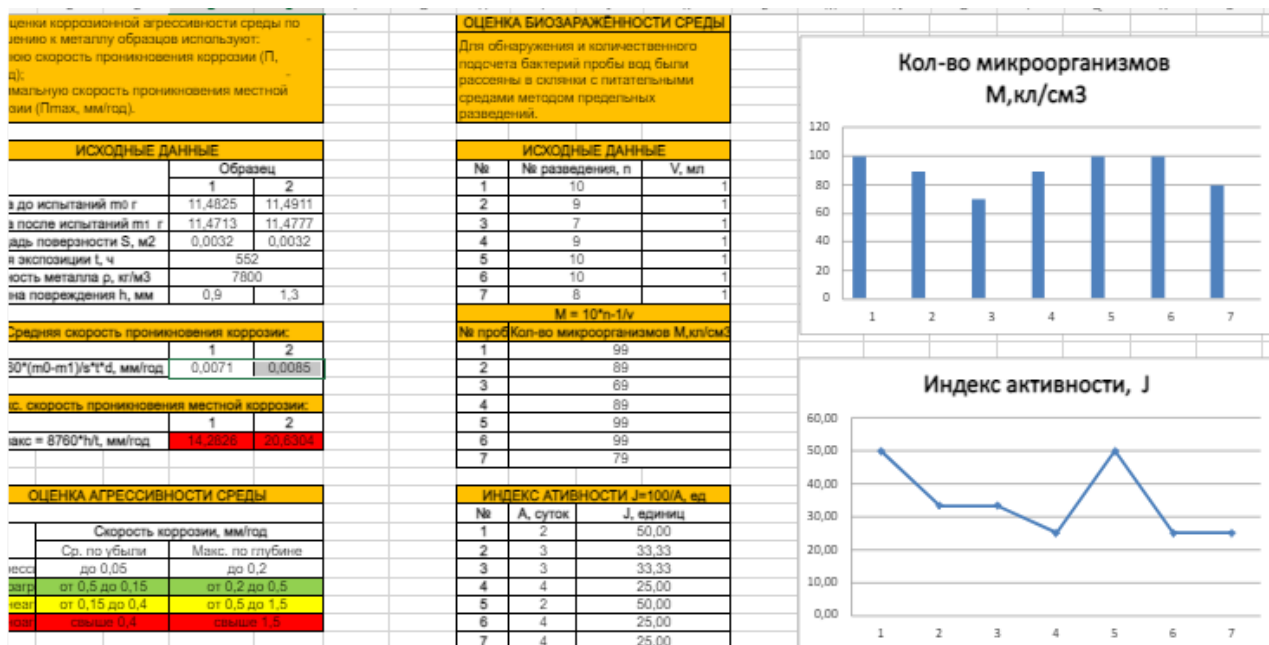 ценки коррозионной агрессивности среды по
ению к металлу образцов используют: -
нюю скорость проникновения коррозии (П,
д); -
имальную скорость проникновения местной
зии (Пmax, мм/год).
ИСХОДНЫЕ ДАННЫЕ
Образец
1 2
а до испытаний m0 г 11,4825 11,4911
а после испытаний m1 г 11,4713 11,4777
адь поверзности S, м2 0,0032 0,0032
я экспозиции t, ч 552
ность металла p, кг/м3 7800
на повреждения h, мм 0,9 1,3
Средняя скорость проникновения коррозии:
1 2
60*(m0-m1)/s*t*d, мм/год 0,0071 0,0085
кс. скорость проникновения местной коррозии:
1 2
макс = 8760*h/t, мм/год 14,2826 20,6304
ОЦЕНКА АГРЕССИВНОСТИ СРЕДЫ
Скорость коррозии, мм/год
Ср. по убыли Макс. по глубине
ресс до 0,05 до 0,2
оагр от 0,5 до 0,15 от 0,2 до 0,5
неаг от 0,15 до 0,4 от 0,5 до 1,5
свыше 0,4 свыше 1,5
ОЦЕНКА БИОЗАРАЖЁННОСТИ СРЕДЫ
Для обнаружения и количественного
подсчета бактерий пробы вод были
рассеяны в склянки с питательными
средами методом предельных
разведений.
ИСХОДНЫЕ ДАННЫЕ
№ № разведения, n V, мл
1 10 1
2 9 1
3 7 1
4 9 1
5 10 1
6 10 1
7 8 1
M = 10*n-1/v
№ проб Кол-во микроорганизмов М,кл/см3
1 99
2 89
3 69
4 89
5 99
6 99
7 79
ИНДЕКС АТИВНОСТИ J=100/A, ед
№ А, суток J, единиц
1 2 50,00
2 3 33,33
3 3 33,33
4 4 25,00
5 2 50,00
6 4 25,00
7 4 25,00
Кол-во микроорганизмов
М,кл/см3
120
100
80
60
40
20
0
1 2 3 4 5 6 7
Индекс активности, J
60,00
50,00
40,00
30,00
20,00
10,00
0,00
1 2 3 4 5 6 7